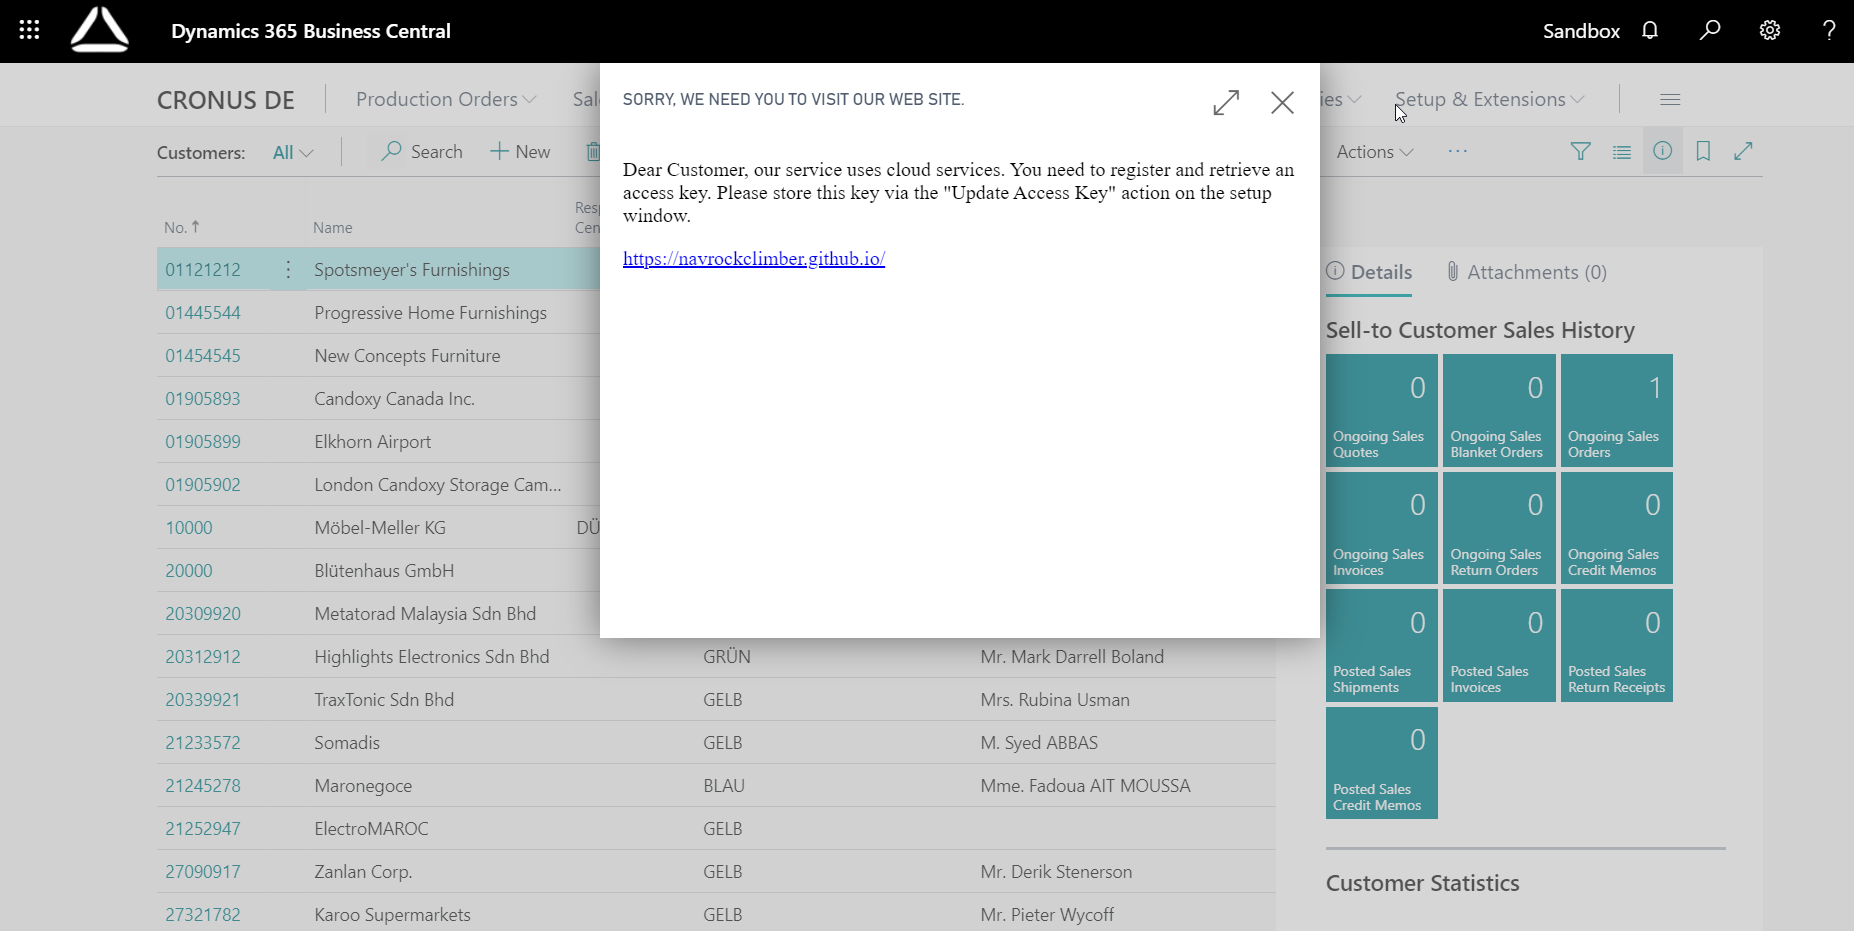 Dynamics 365 Business Central
Sandbox
?
CRONUS DE
Production Orders
Setup & Extensions
SORRY, WE NEED YOU TO VISIT OUR WEB SITE.
Customers:
All
Search
New
Actions
...
Dear Customer, our service uses cloud services. You need to register and retrieve an
access key. Please store this key via the "Update Access Key" action on the setup
window.
https://navrockclimber.github.io/
No. ↑
Name
01121212 Spotsmeyer's Furnishings
01445544 Progressive Home Furnishings
01454545 New Concepts Furniture
01905893 Candoxy Canada Inc.
01905899 Elkhorn Airport
01905902 London Candoxy Storage Cam...
10000 Möbel-Meller KG
20000 Blütenhaus GmbH
20309920 Metatorad Malaysia Sdn Bhd
20312912 Highlights Electronics Sdn Bhd GRÜN Mr. Mark Darrell Boland
20339921 TraxTonic Sdn Bhd GELB Mrs. Rubina Usman
21233572 Somadis GELB M. Syed ABBAS
21245278 Maronegoce BLAU Mme. Fadoua AIT MOUSSA
21252947 ElectroMAROC GELB
27090917 Zanlan Corp. GELB Mr. Derik Stenerson
27321782 Karoo Supermarkets GELB Mr. Pieter Wycoff
Details
Attachments (0)
Sell-to Customer Sales History
0
Ongoing Sales
Quotes
0
Ongoing Sales
Blanket Orders
1
Ongoing Sales
Orders
0
Ongoing Sales
Invoices
0
Ongoing Sales
Return Orders
0
Ongoing Sales
Credit Memos
0
Posted Sales
Shipments
0
Posted Sales
Invoices
0
Posted Sales
Return Receipts
0
Posted Sales
Credit Memos
Customer Statistics